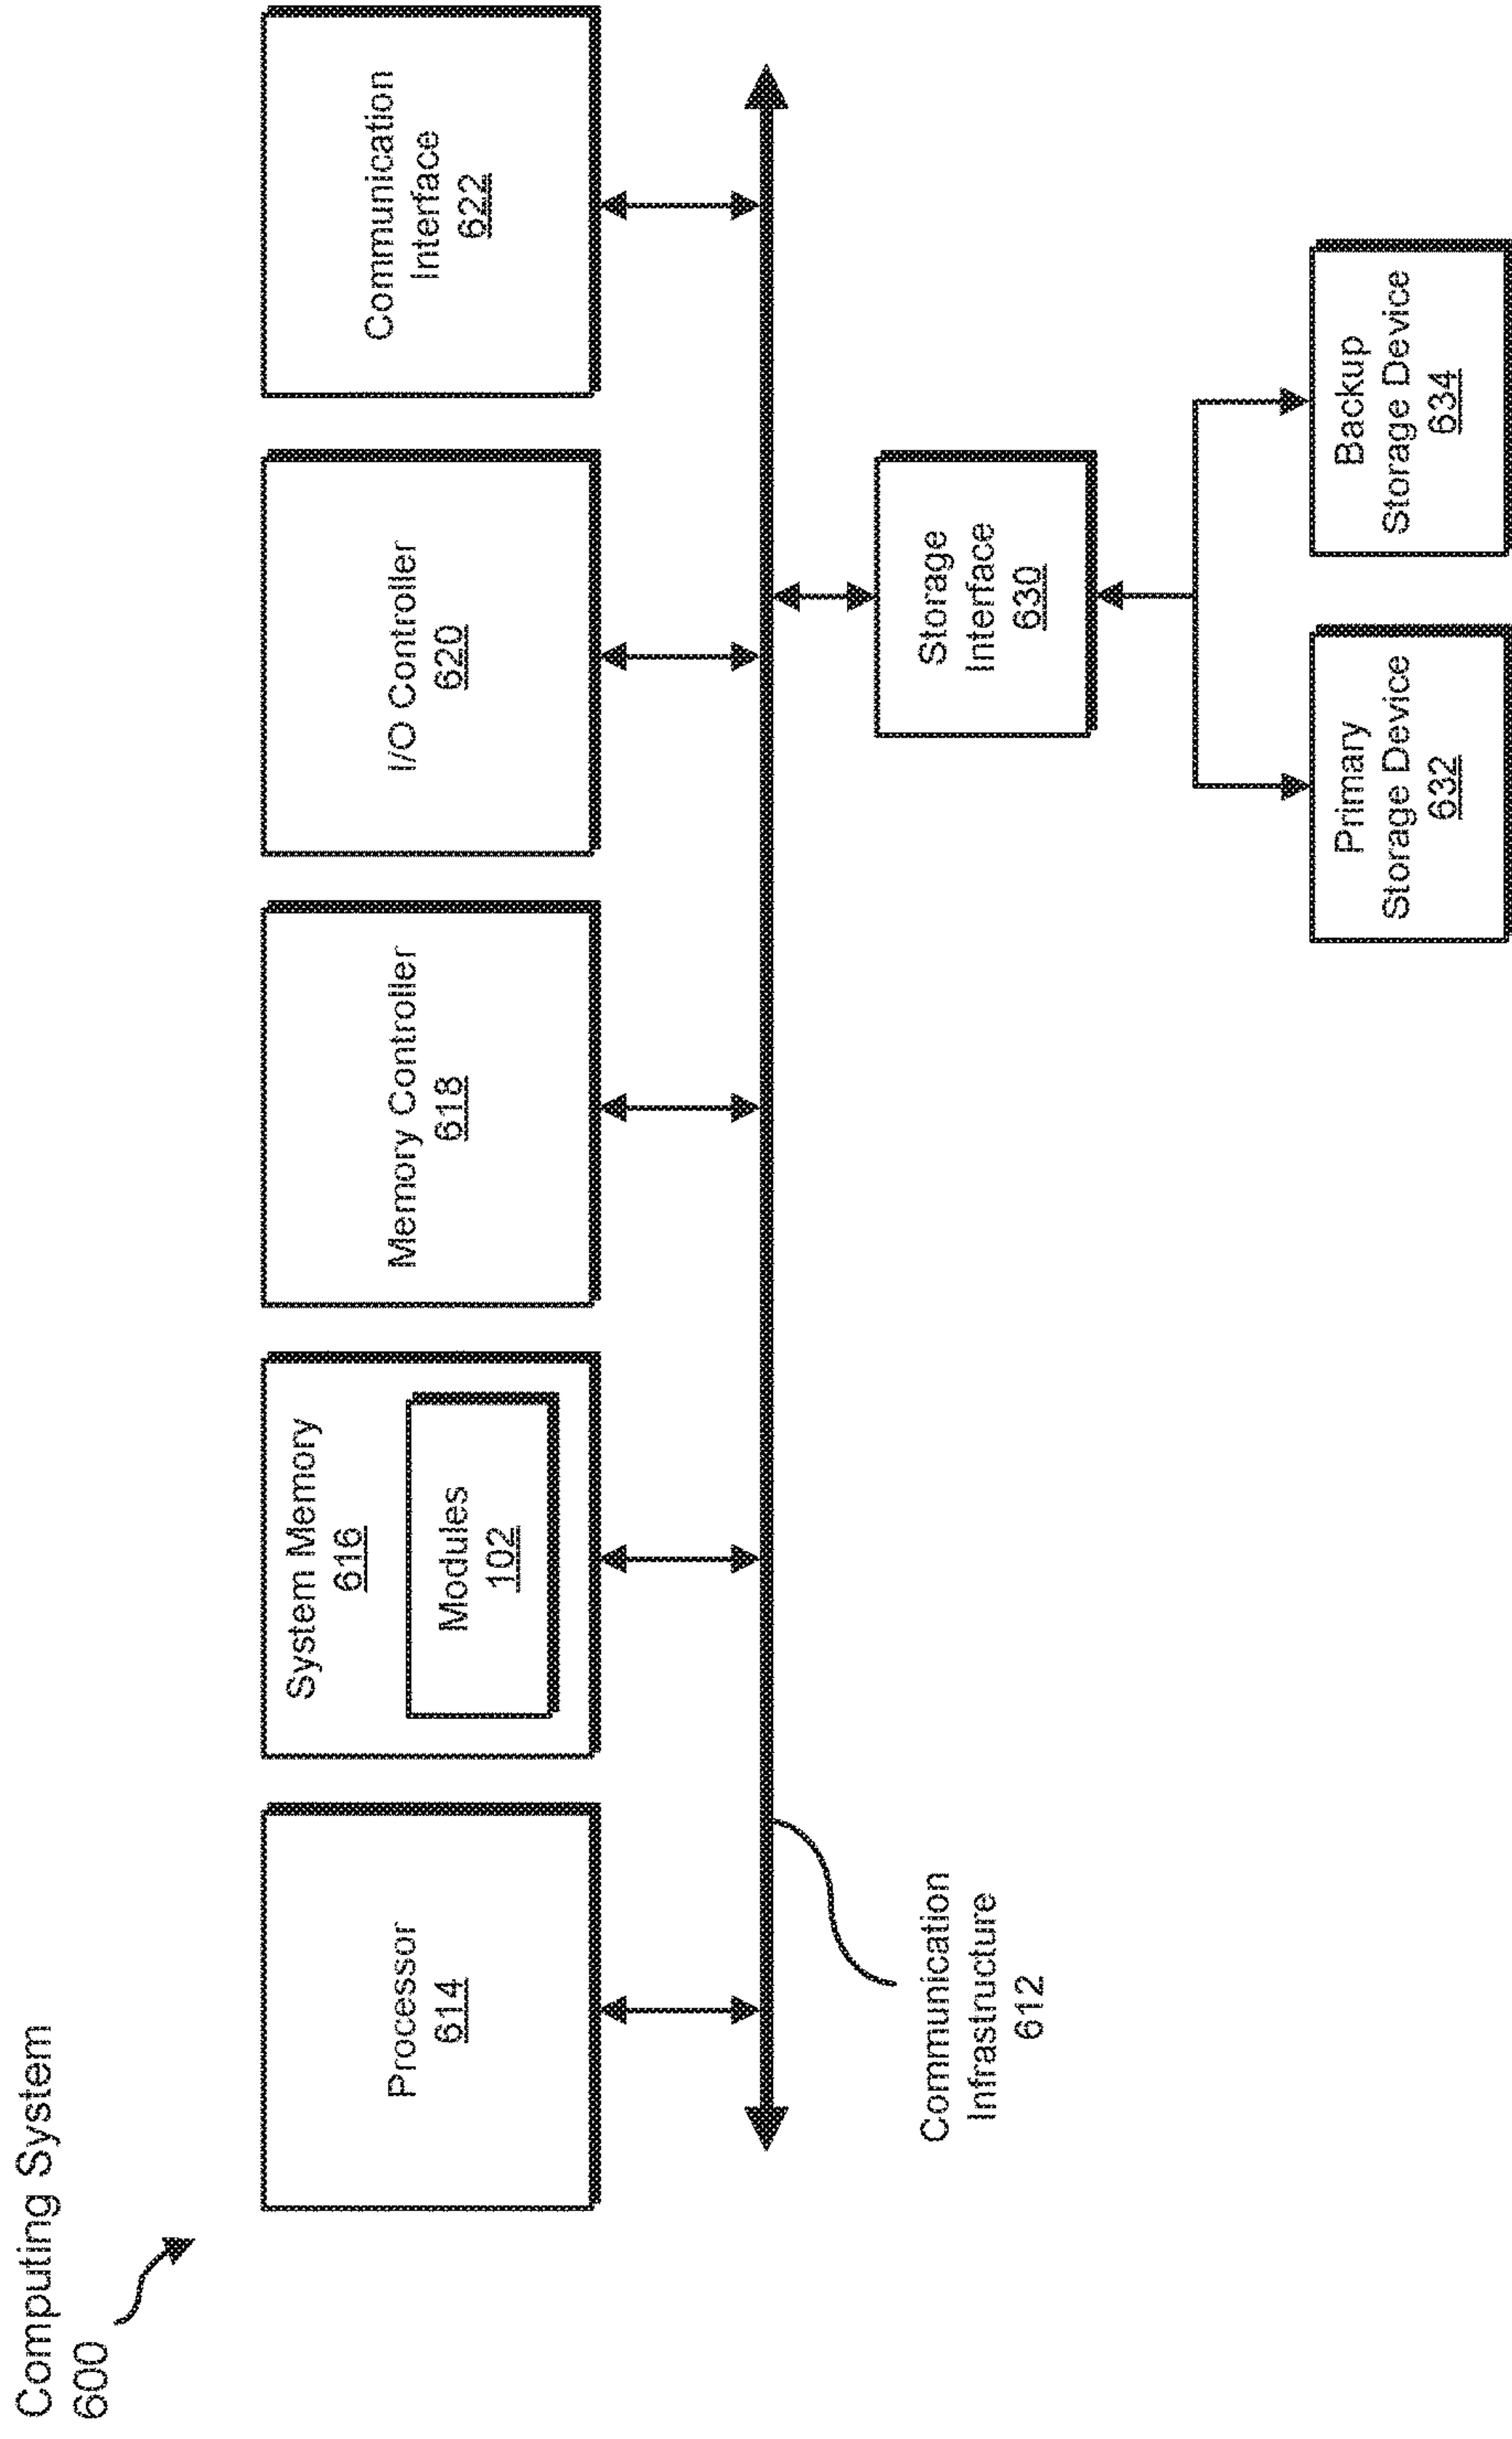 Computing System
600
Processor
614
System Memory
616
Modules
102
Memory Controller
618
I/O Controller
620
Communication
Interface
622
Communication
Infrastructure
612
Storage
Interface
630
Primary
Storage Device
632
Backup
Storage Device
634